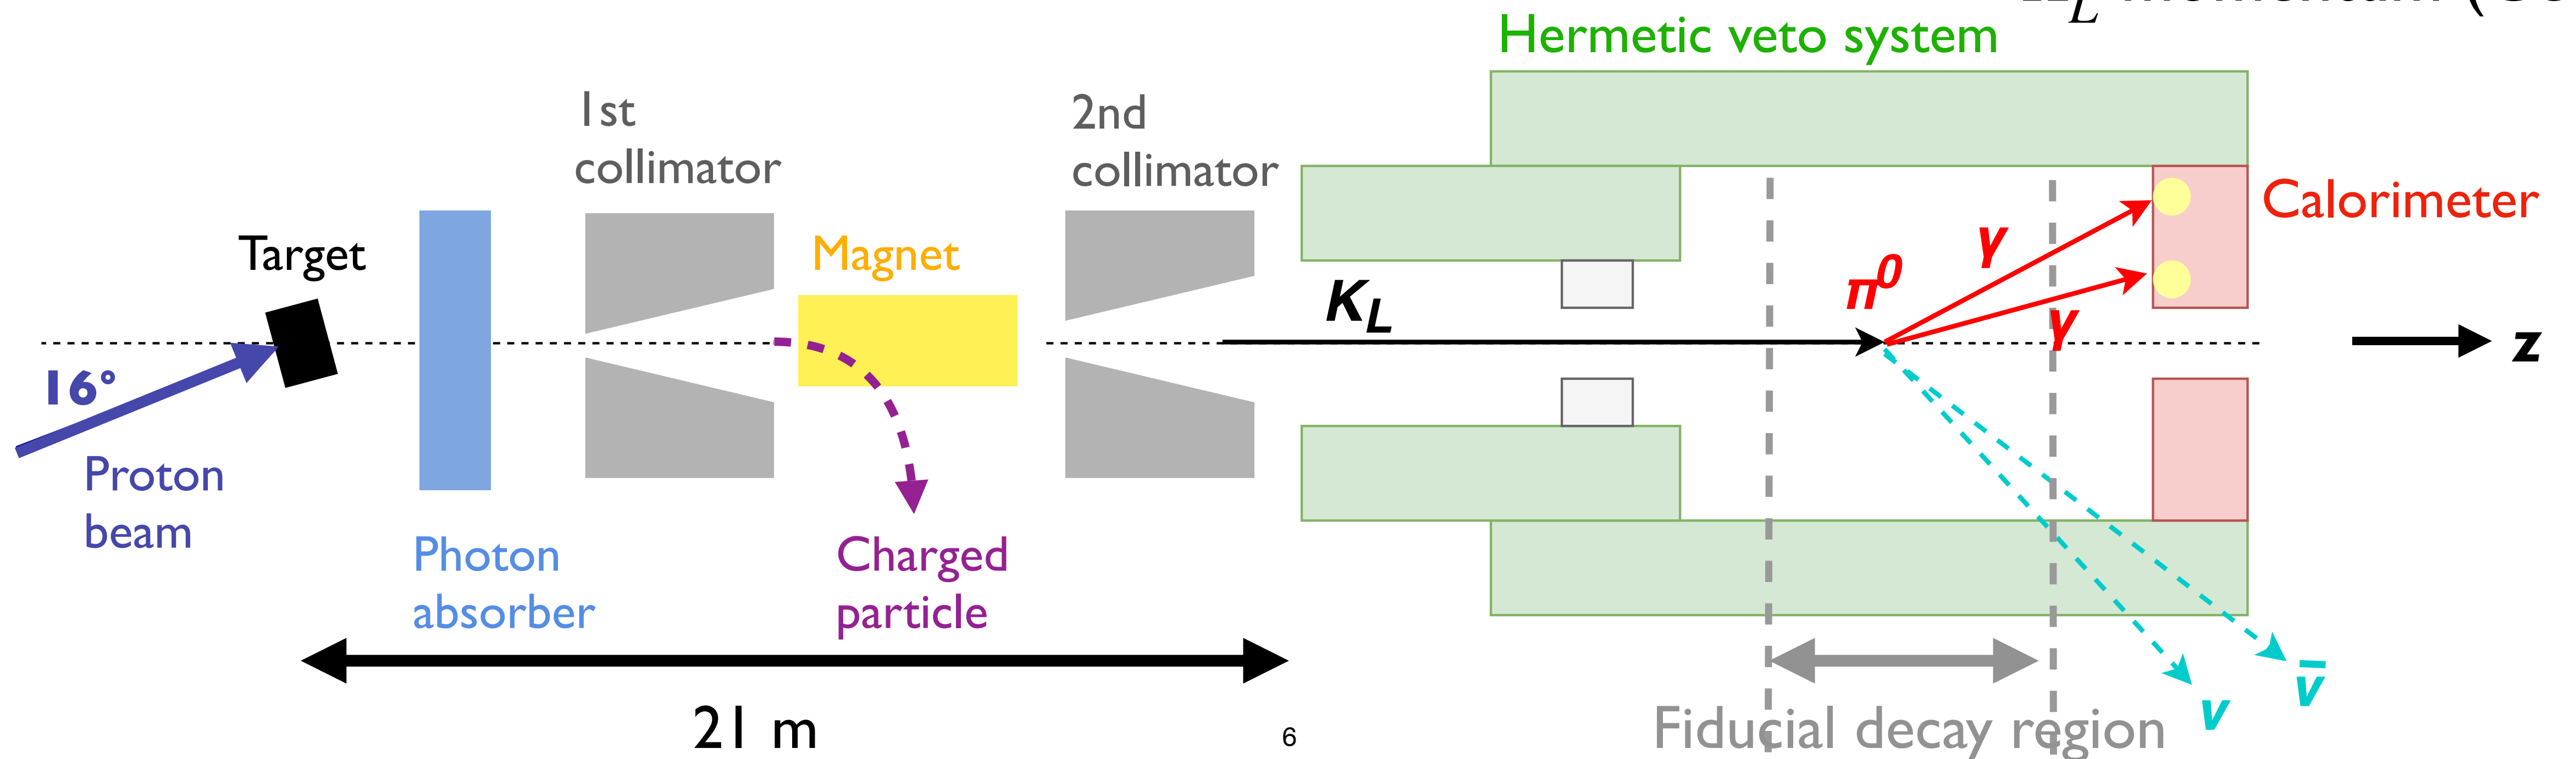 Hermetic veto system
1st
collimator
2nd
collimator
Target
Magnet
Calorimeter
16°
Proton
beam
Photon
absorber
Charged
particle
K_L
π⁰
γ
γ
z
ν
ν̅
21 m
Fiducial decay region
6